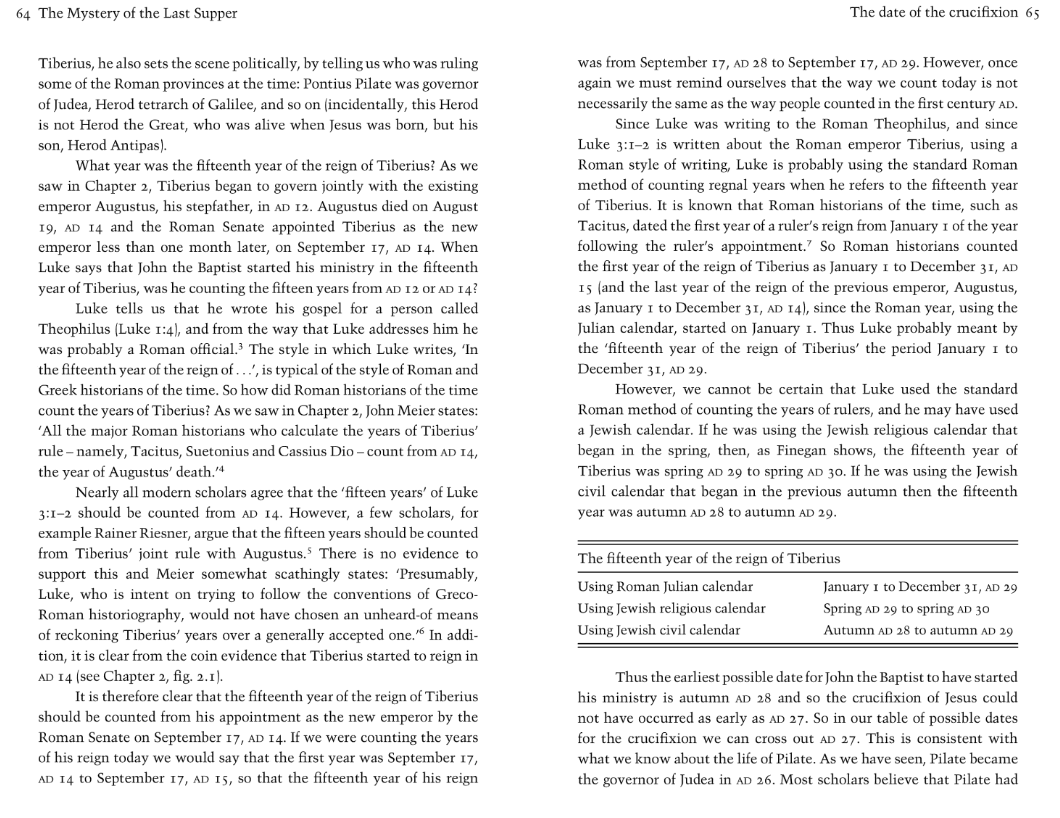 64 The Mystery of the Last Supper
Tiberius, he also sets the scene politically, by telling us who was ruling
some of the Roman provinces at the time: Pontius Pilate was governor
of Judea, Herod tetrarch of Galilee, and so on (incidentally, this Herod
is not Herod the Great, who was alive when Jesus was born, but his
son, Herod Antipas).
What year was the fifteenth year of the reign of Tiberius? As we
saw in Chapter 2, Tiberius began to govern jointly with the existing
emperor Augustus, his stepfather, in AD 12. Augustus died on August
19, AD 14 and the Roman Senate appointed Tiberius as the new
emperor less than one month later, on September 17, AD 14. When
Luke says that John the Baptist started his ministry in the fifteenth
year of Tiberius, was he counting the fifteen years from AD 12 or AD 14?
Luke tells us that he wrote his gospel for a person called
Theophilus (Luke 1:4), and from the way that Luke addresses him he
was probably a Roman official.³ The style in which Luke writes, ‘In
the fifteenth year of the reign of . . .’, is typical of the style of Roman and
Greek historians of the time. So how did Roman historians of the time
count the years of Tiberius? As we saw in Chapter 2, John Meier states:
‘All the major Roman historians who calculate the years of Tiberius’
rule – namely, Tacitus, Suetonius and Cassius Dio – count from AD 14,
the year of Augustus’ death.’⁴
Nearly all modern scholars agree that the ‘fifteen years’ of Luke
3:1–2 should be counted from AD 14. However, a few scholars, for
example Rainer Riesner, argue that the fifteen years should be counted
from Tiberius’ joint rule with Augustus.⁵ There is no evidence to
support this and Meier somewhat scathingly states: ‘Presumably,
Luke, who is intent on trying to follow the conventions of Greco-
Roman historiography, would not have chosen an unheard-of means
of reckoning Tiberius’ years over a generally accepted one.’⁶ In addi-
tion, it is clear from the coin evidence that Tiberius started to reign in
AD 14 (see Chapter 2, fig. 2.1).
It is therefore clear that the fifteenth year of the reign of Tiberius
should be counted from his appointment as the new emperor by the
Roman Senate on September 17, AD 14. If we were counting the years
of his reign today we would say that the first year was September 17,
AD 14 to September 17, AD 15, so that the fifteenth year of his reign
The date of the crucifixion 65
was from September 17, AD 28 to September 17, AD 29. However, once
again we must remind ourselves that the way we count today is not
necessarily the same as the way people counted in the first century AD.
Since Luke was writing to the Roman Theophilus, and since
Luke 3:1–2 is written about the Roman emperor Tiberius, using a
Roman style of writing, Luke is probably using the standard Roman
method of counting regnal years when he refers to the fifteenth year
of Tiberius. It is known that Roman historians of the time, such as
Tacitus, dated the first year of a ruler’s reign from January 1 of the year
following the ruler’s appointment.⁷ So Roman historians counted
the first year of the reign of Tiberius as January 1 to December 31, AD
15 (and the last year of the reign of the previous emperor, Augustus,
as January 1 to December 31, AD 14), since the Roman year, using the
Julian calendar, started on January 1. Thus Luke probably meant by
the ‘fifteenth year of the reign of Tiberius’ the period January 1 to
December 31, AD 29.
However, we cannot be certain that Luke used the standard
Roman method of counting the years of rulers, and he may have used
a Jewish calendar. If he was using the Jewish religious calendar that
began in the spring, then, as Finegan shows, the fifteenth year of
Tiberius was spring AD 29 to spring AD 30. If he was using the Jewish
civil calendar that began in the previous autumn then the fifteenth
year was autumn AD 28 to autumn AD 29.
The fifteenth year of the reign of Tiberius
Using Roman Julian calendar January 1 to December 31, AD 29
Using Jewish religious calendar Spring AD 29 to spring AD 30
Using Jewish civil calendar Autumn AD 28 to autumn AD 29
Thus the earliest possible date for John the Baptist to have started
his ministry is autumn AD 28 and so the crucifixion of Jesus could
not have occurred as early as AD 27. So in our table of possible dates
for the crucifixion we can cross out AD 27. This is consistent with
what we know about the life of Pilate. As we have seen, Pilate became
the governor of Judea in AD 26. Most scholars believe that Pilate had